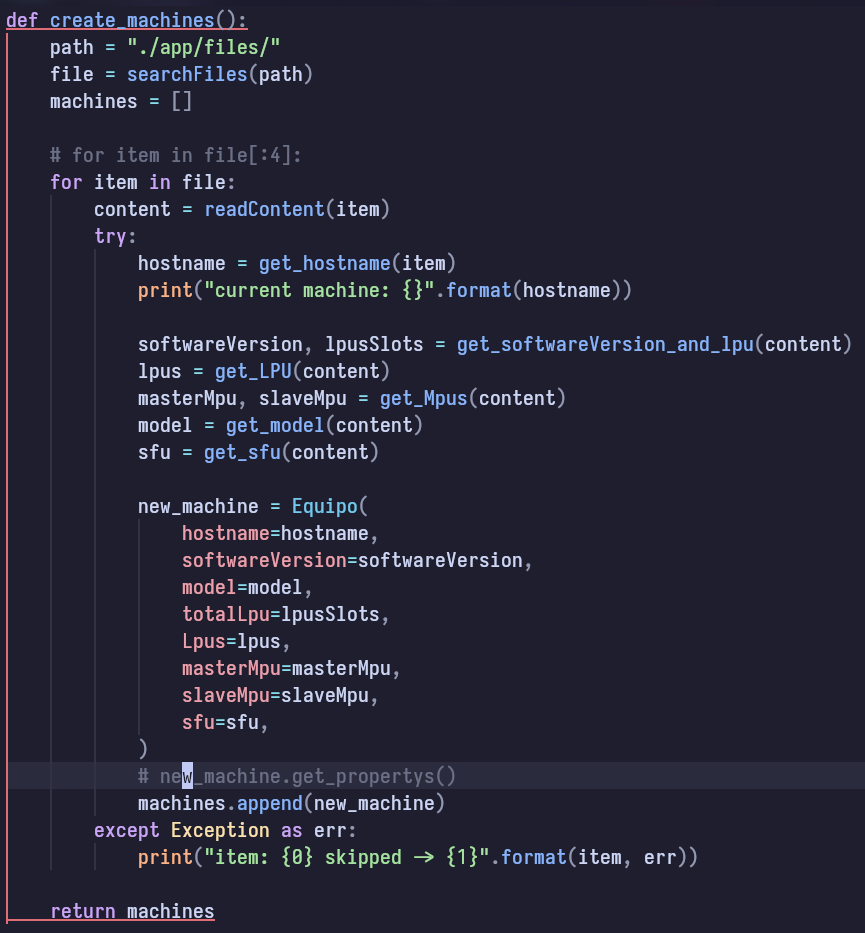 def create_machines():
    path = "./app/files/"
    file = searchFiles(path)
    machines = []

    # for item in file[:4]:
    for item in file:
        content = readContent(item)
        try:
            hostname = get_hostname(item)
            print("current machine: {}".format(hostname))

            softwareVersion, lpusSlots = get_softwareVersion_and_lpu(content)
            lpus = get_LPU(content)
            masterMpu, slaveMpu = get_Mpus(content)
            model = get_model(content)
            sfu = get_sfu(content)

            new_machine = Equipo(
                hostname=hostname,
                softwareVersion=softwareVersion,
                model=model,
                totalLpu=lpusSlots,
                Lpus=lpus,
                masterMpu=masterMpu,
                slaveMpu=slaveMpu,
                sfu=sfu,
            )
            # new_machine.get_propertys()
            machines.append(new_machine)
        except Exception as err:
            print("item: {0} skipped -> {1}".format(item, err))

    return machines